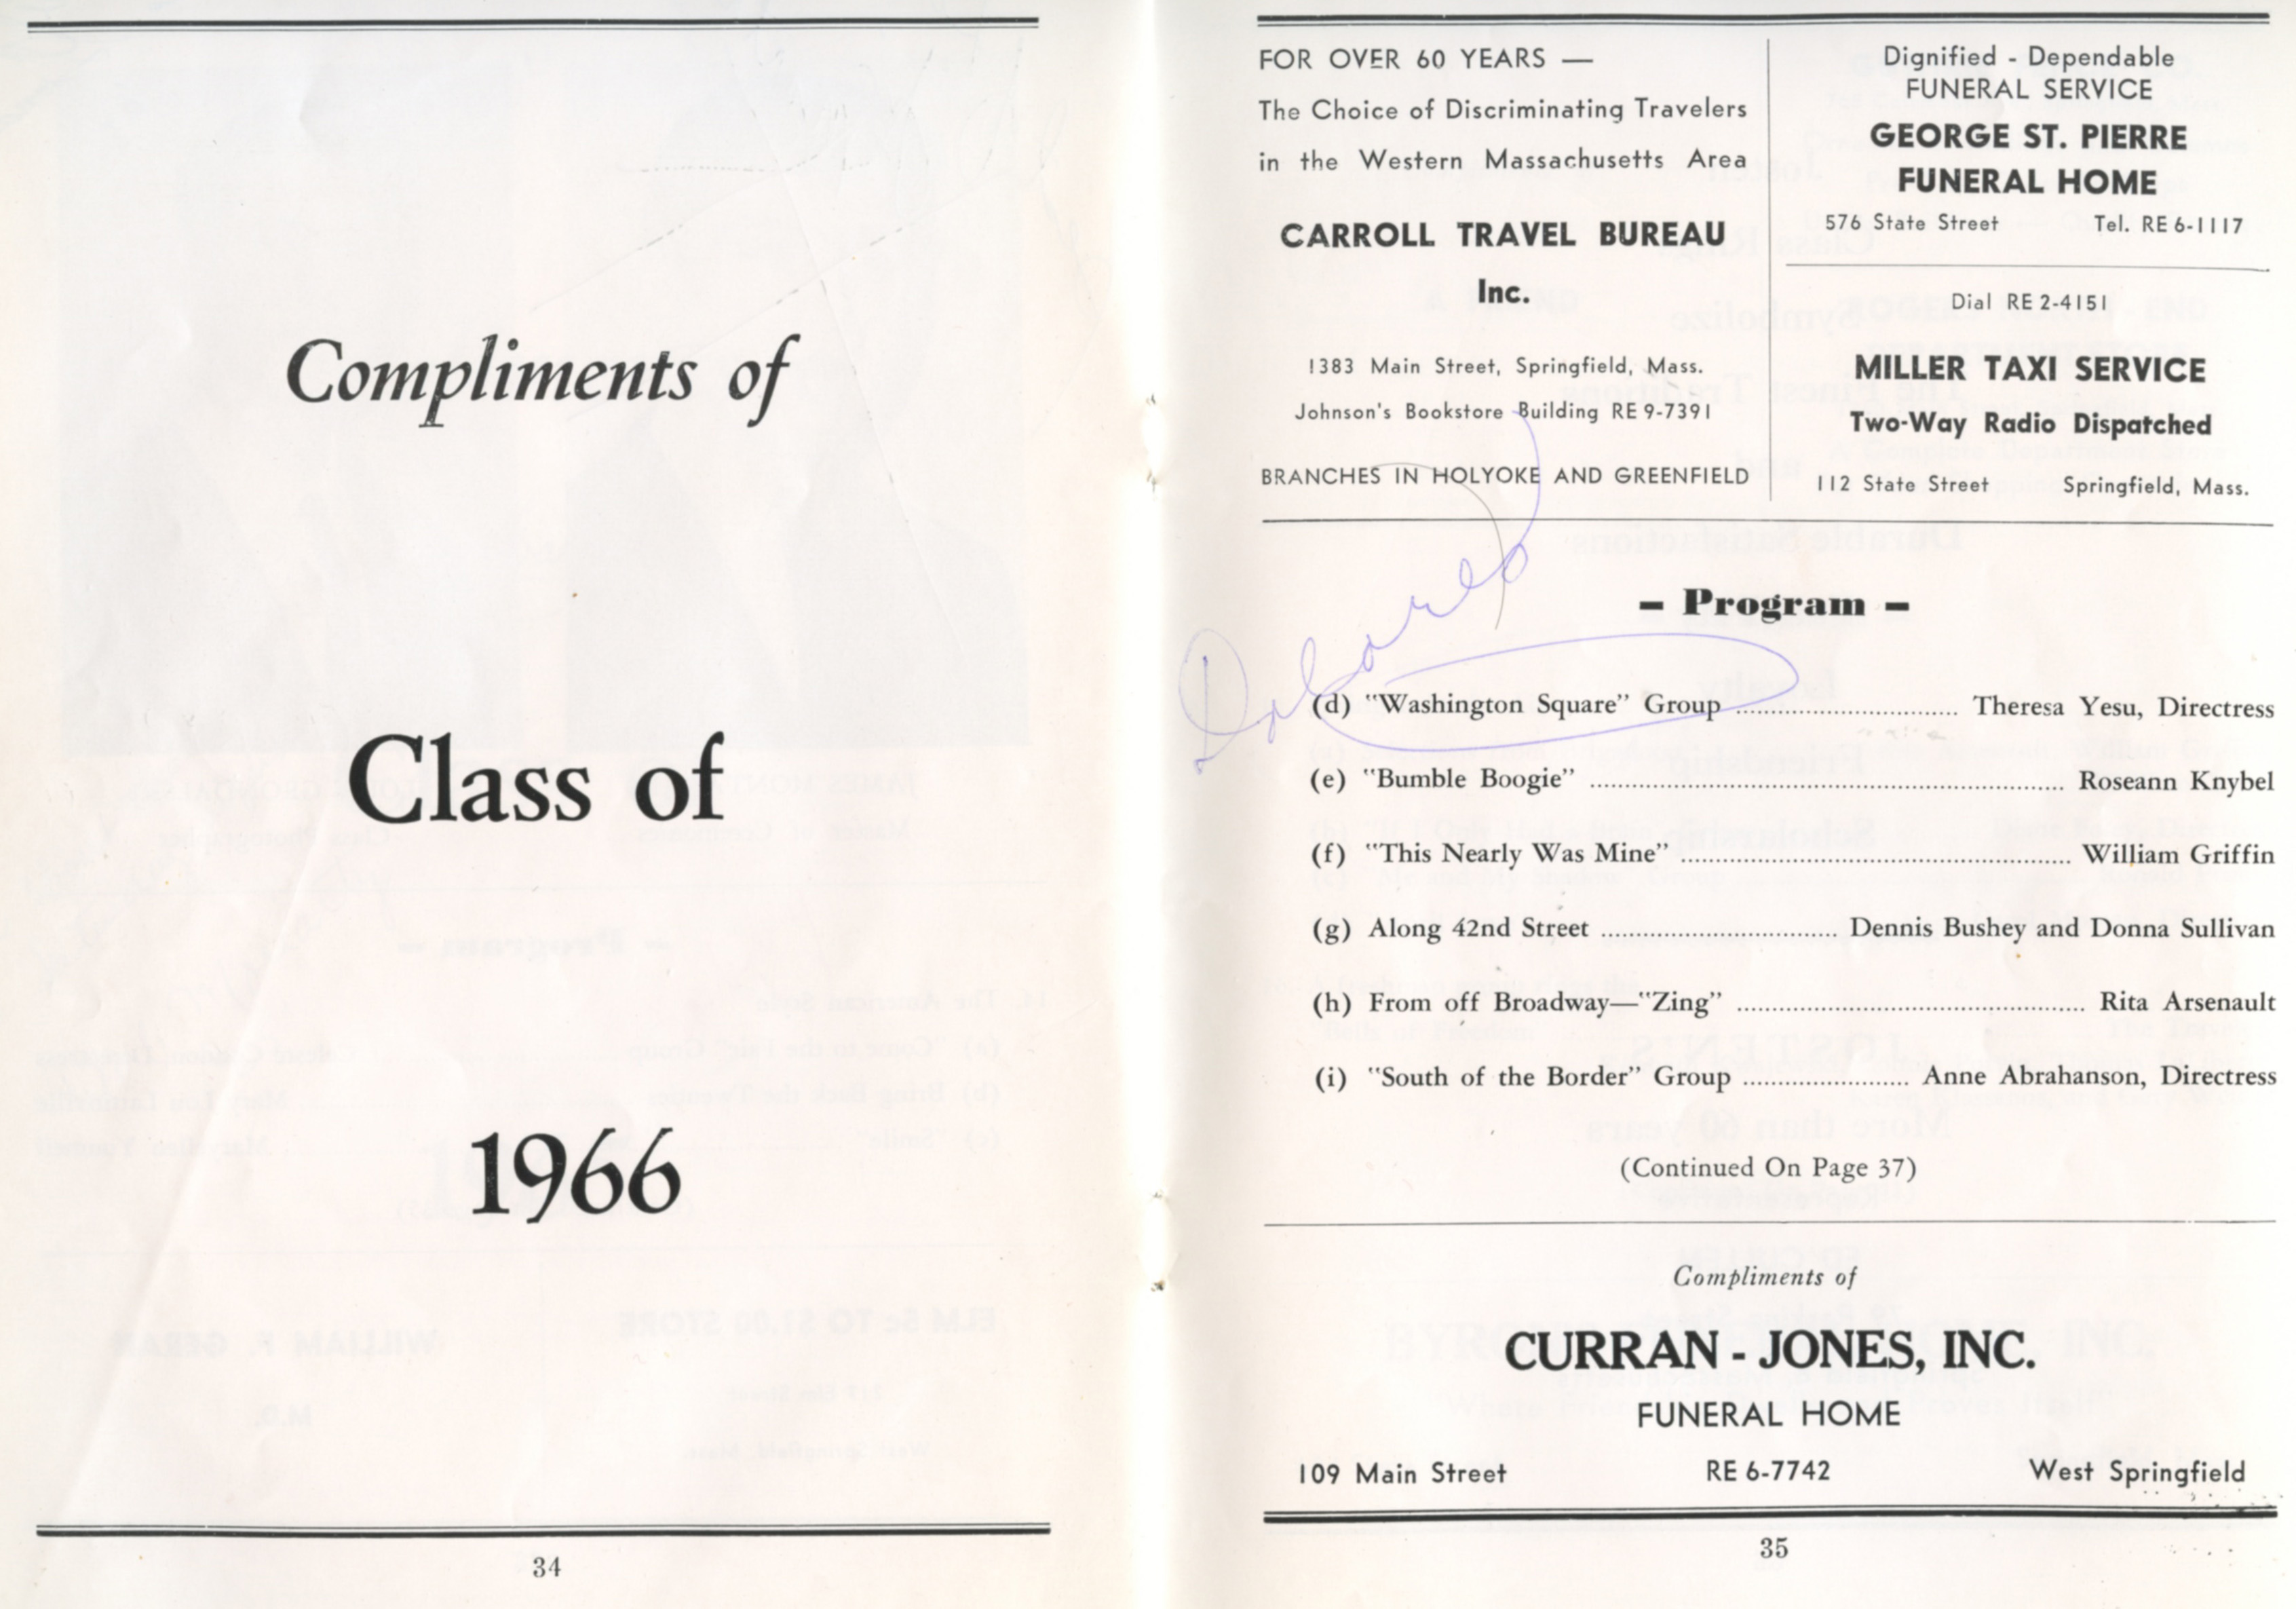 Compliments of
Class of
1966
34
FOR OVER 60 YEARS —
The Choice of Discriminating Travelers
in the Western Massachusetts Area
CARROLL TRAVEL BUREAU
Inc.
1383 Main Street, Springfield, Mass.
Johnson's Bookstore Building RE 9-7391
BRANCHES IN HOLYOKE AND GREENFIELD
Dignified - Dependable
FUNERAL SERVICE
GEORGE ST. PIERRE
FUNERAL HOME
576 State Street Tel. RE 6-1117
Dial RE 2-4151
MILLER TAXI SERVICE
Two-Way Radio Dispatched
112 State Street Springfield, Mass.
– Program –
(d) "Washington Square" Group .................... Theresa Yesu, Directress
(e) "Bumble Boogie" .................... Roseann Knybel
(f) "This Nearly Was Mine" .................... William Griffin
(g) Along 42nd Street .................... Dennis Bushey and Donna Sullivan
(h) From off Broadway—"Zing" .................... Rita Arsenault
(i) "South of the Border" Group .................... Anne Abrahanson, Directress
(Continued On Page 37)
Compliments of
CURRAN - JONES, INC.
FUNERAL HOME
109 Main Street RE 6-7742 West Springfield
35